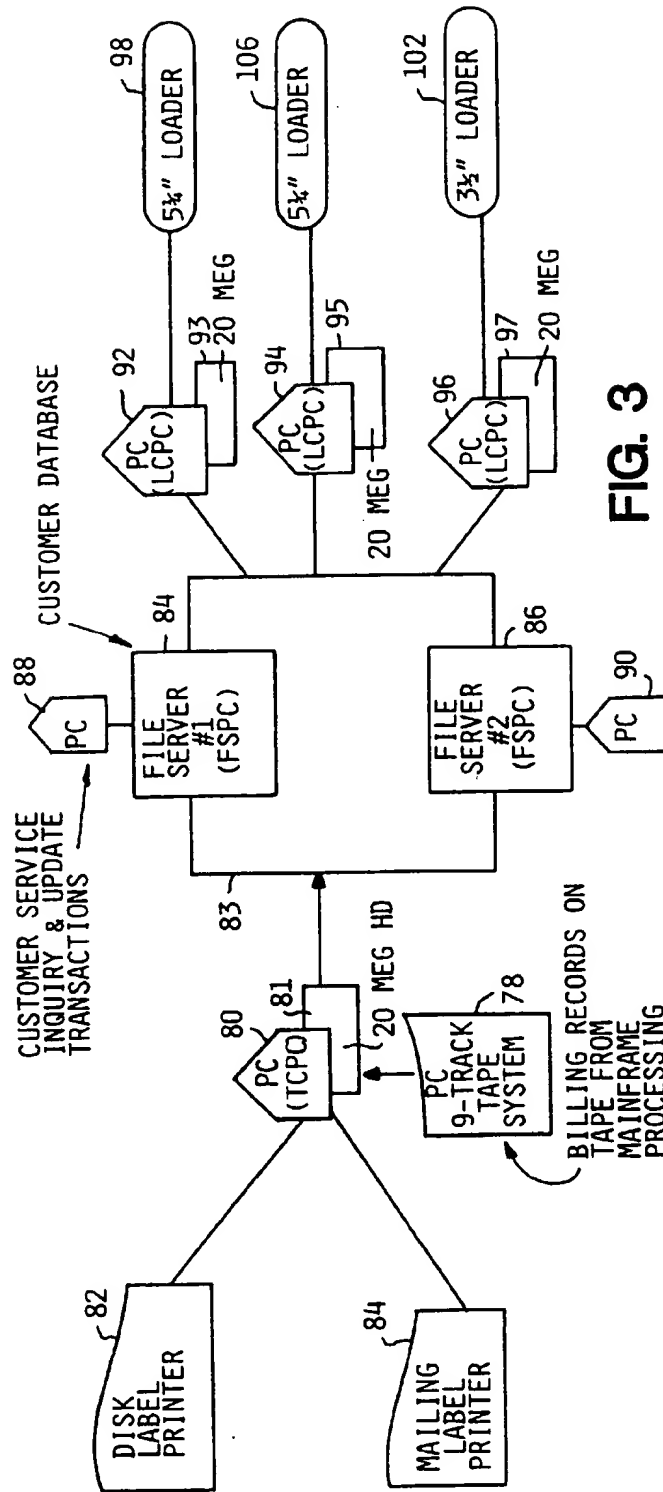 DISK
LABEL
PRINTER
82
MAILING
LABEL
PRINTER
84
PC
(TCPC)
80
81
20 MEG HD
PC
9-TRACK
TAPE
SYSTEM
78
BILLING RECORDS ON
TAPE FROM
MAINFRAME
PROCESSING
CUSTOMER SERVICE
INQUIRY & UPDATE
TRANSACTIONS
PC
88
CUSTOMER DATABASE
83
FILE
SERVER
#1
(FSPC)
84
FILE
SERVER
#2
(FSPC)
86
PC
90
PC
(LCPC)
92
93
20 MEG
5¼" LOADER
98
PC
(LCPC)
94
95
20 MEG
5¼" LOADER
106
PC
(LCPC)
96
97
20 MEG
3½" LOADER
102
FIG. 3